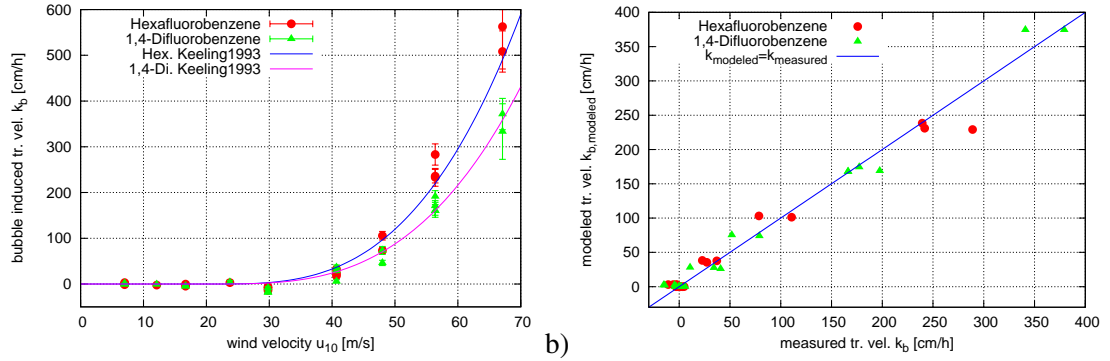 600
500
400
300
200
100
0
0 10 20 30 40 50 60 70
bubble induced tr. vel. k_b [cm/h]
wind velocity u_10 [m/s]
Hexafluorobenzene
1,4-Difluorobenzene
Hex. Keeling1993
1,4-Di. Keeling1993
b)
400
350
300
250
200
150
100
50
0
0 50 100 150 200 250 300 350 400
modeled tr. vel. k_b,modeled [cm/h]
measured tr. vel. k_b [cm/h]
Hexafluorobenzene
1,4-Difluorobenzene
k_modeled=k_measured